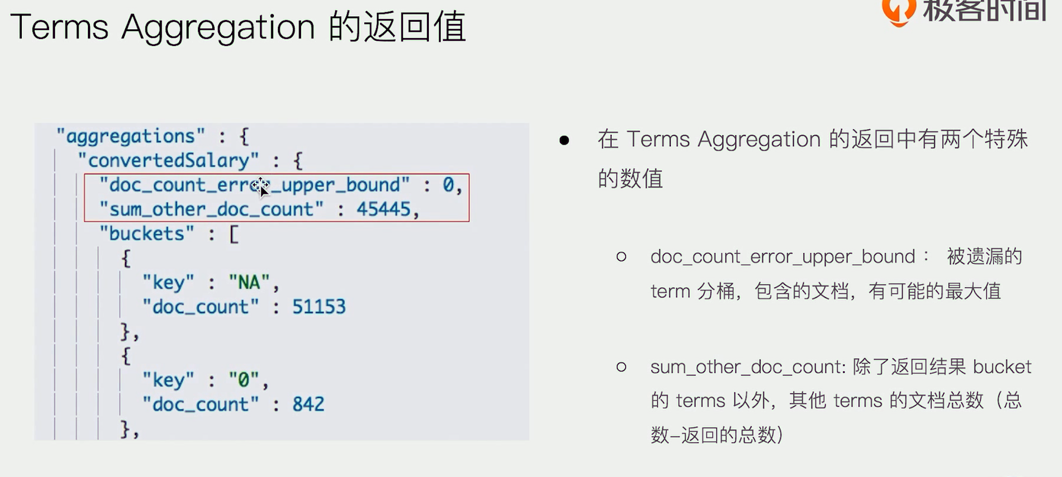 Terms Aggregation 的返回值
极客时间
"aggregations" : {
"convertedSalary" : {
"doc_count_error_upper_bound" : 0,
"sum_other_doc_count" : 45445,
"buckets" : [
{
"key" : "NA",
"doc_count" : 51153
},
{
"key" : "0",
"doc_count" : 842
},
● 在 Terms Aggregation 的返回中有两个特殊
的数值
○ doc_count_error_upper_bound： 被遗漏的
term 分桶，包含的文档，有可能的最大值
○ sum_other_doc_count: 除了返回结果 bucket
的 terms 以外，其他 terms 的文档总数（总
数-返回的总数）